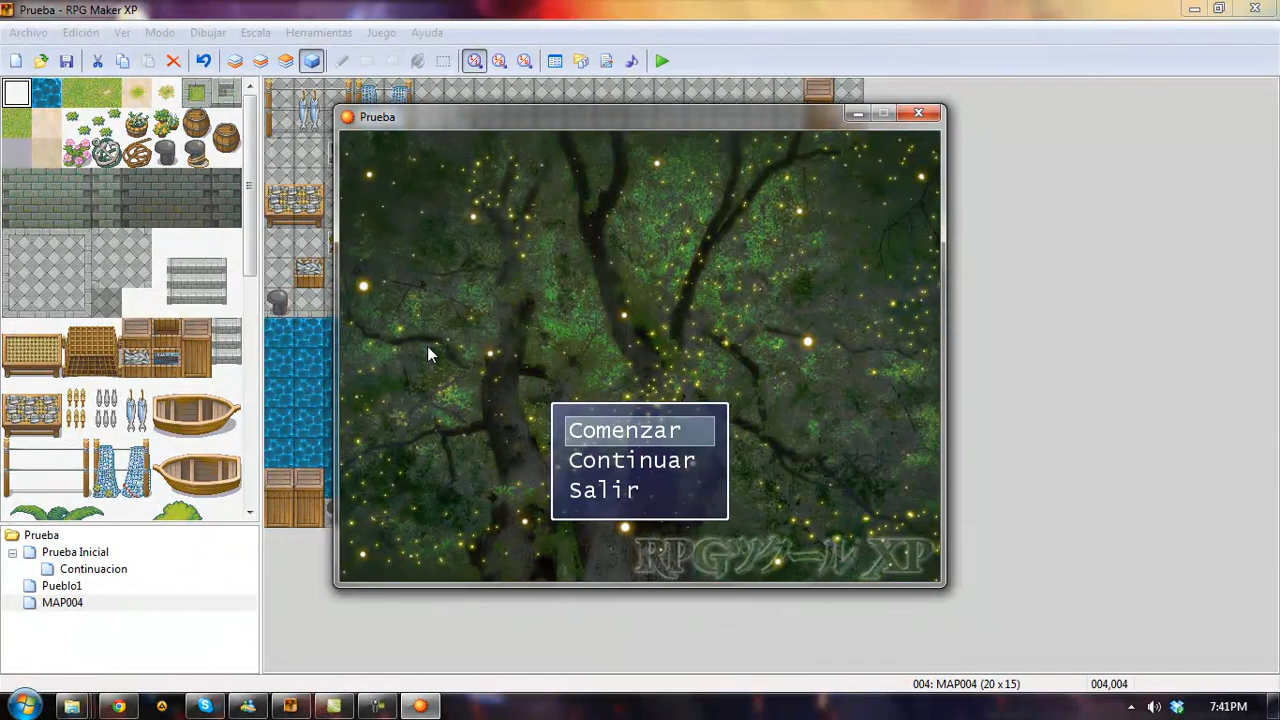 Prueba - RPG Maker XP
Archivo Edición Ver Modo Dibujar Escala Herramientas Juego Ayuda
Prueba
Comenzar
Continuar
Salir
RPGツクール XP
Prueba
Prueba Inicial
Continuacion
Pueblo1
MAP004
004: MAP004 (20 x 15) 004,004
7:41PM